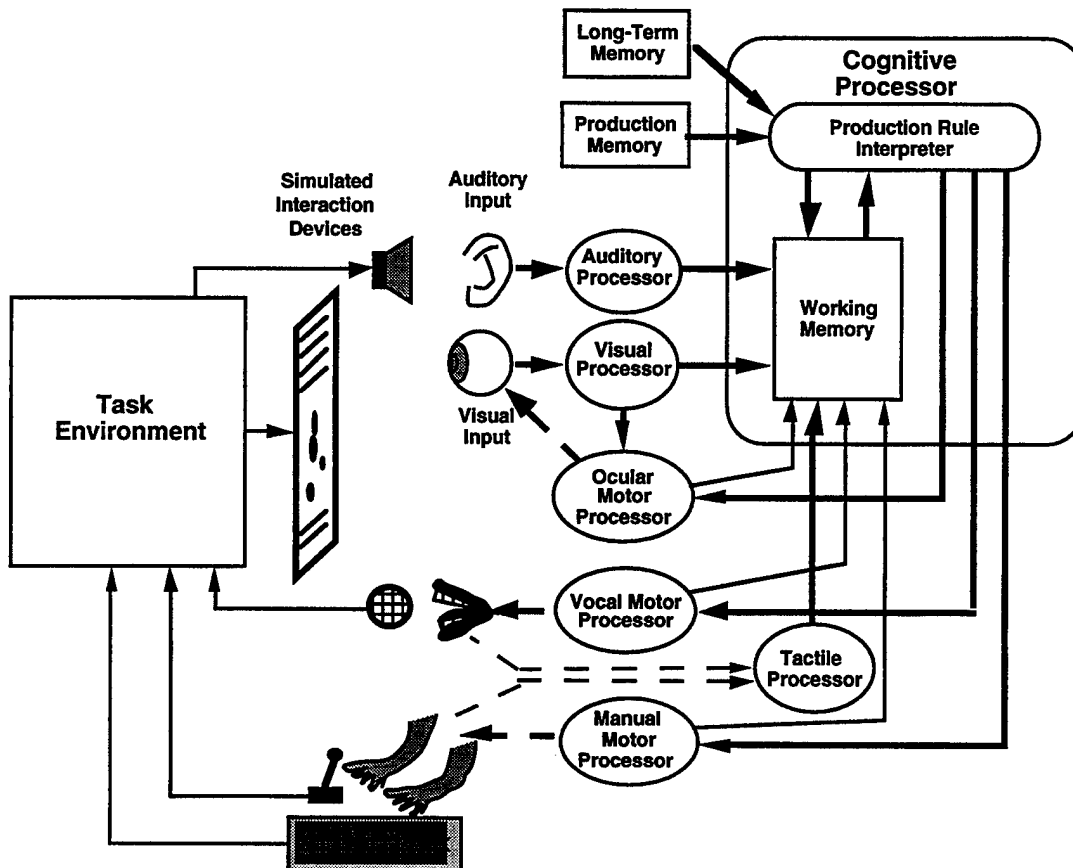 Long-Term
Memory
Cognitive
Processor
Production
Memory
Production Rule
Interpreter
Simulated
Interaction
Devices
Auditory
Input
Auditory
Processor
Working
Memory
Visual
Processor
Task
Environment
Visual
Input
Ocular
Motor
Processor
Vocal Motor
Processor
Tactile
Processor
Manual
Motor
Processor